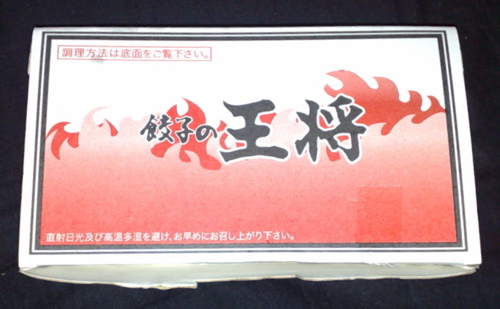 調理方法は底面をご覧下さい。
餃子の王将
直射日光及び高温多湿を避け、お早めにお召し上がり下さい。